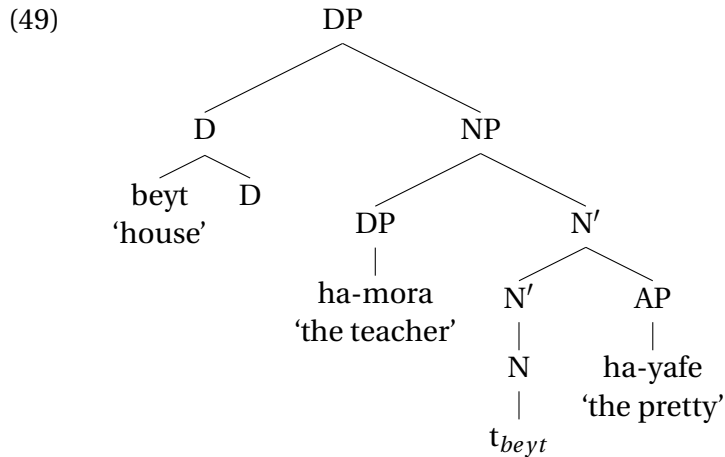 (49) DP
D NP
beyt D
‘house’ DP N′
ha-mora N′ AP
‘the teacher’
N ha-yafe
‘the pretty’
t_beyt